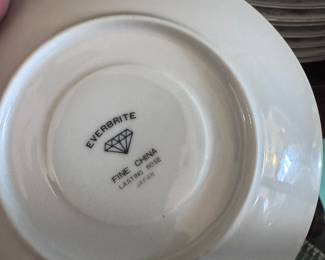 EVERBRITE
FINE CHINA
LASTING ROSE
JAPAN